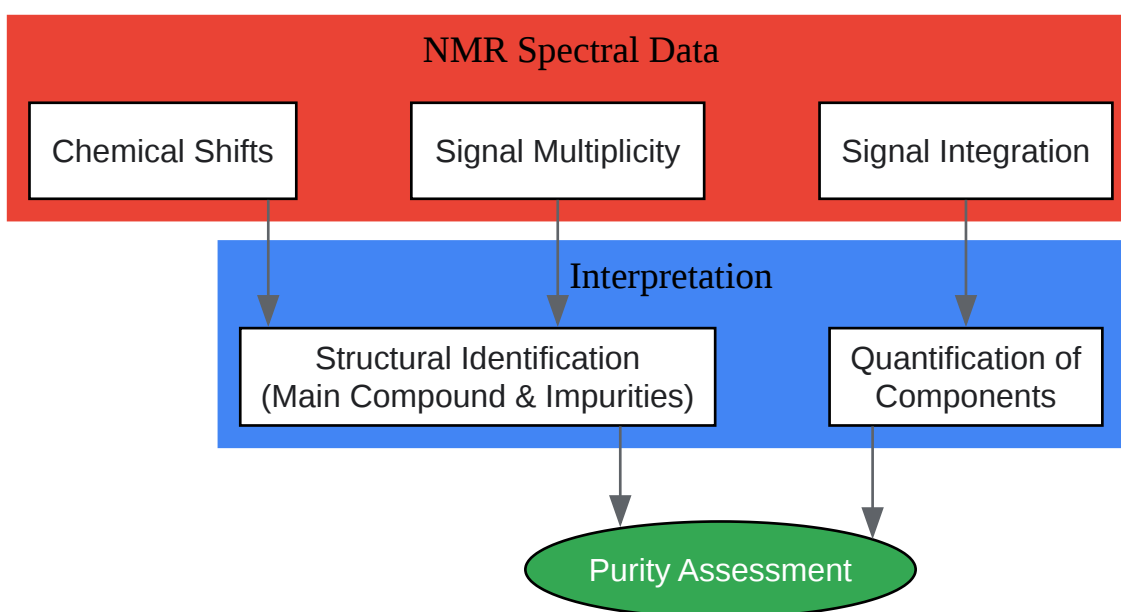 NMR Spectral Data
Chemical Shifts
Signal Multiplicity
Signal Integration
Interpretation
Structural Identification
(Main Compound & Impurities)
Quantification of
Components
Purity Assessment